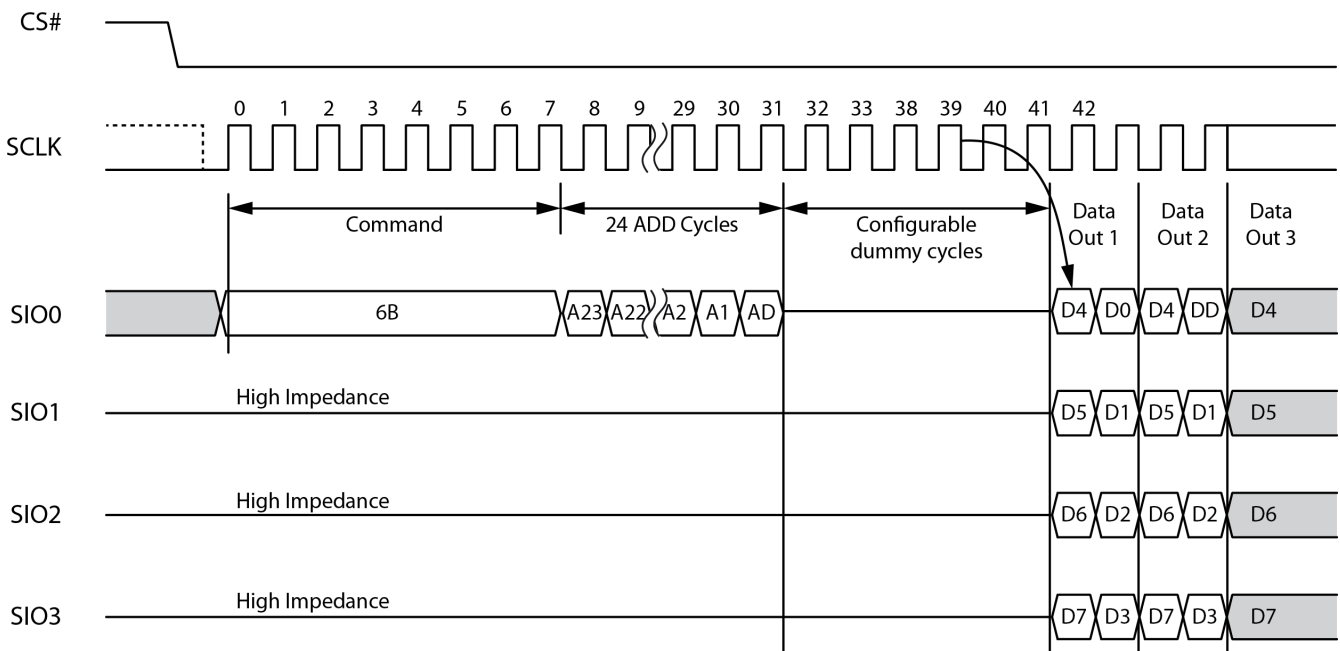 CS#
0 1 2 3 4 5 6 7 8 9 29 30 31 32 33 38 39 40 41 42
SCLK
Command
24 ADD Cycles
Configurable
dummy cycles
Data
Out 1
Data
Out 2
Data
Out 3
SIO0
6B
A23 A22 A2 A1 AD
D4 D0 D4 DD D4
SIO1
High Impedance
D5 D1 D5 D1 D5
SIO2
High Impedance
D6 D2 D6 D2 D6
SIO3
High Impedance
D7 D3 D7 D3 D7